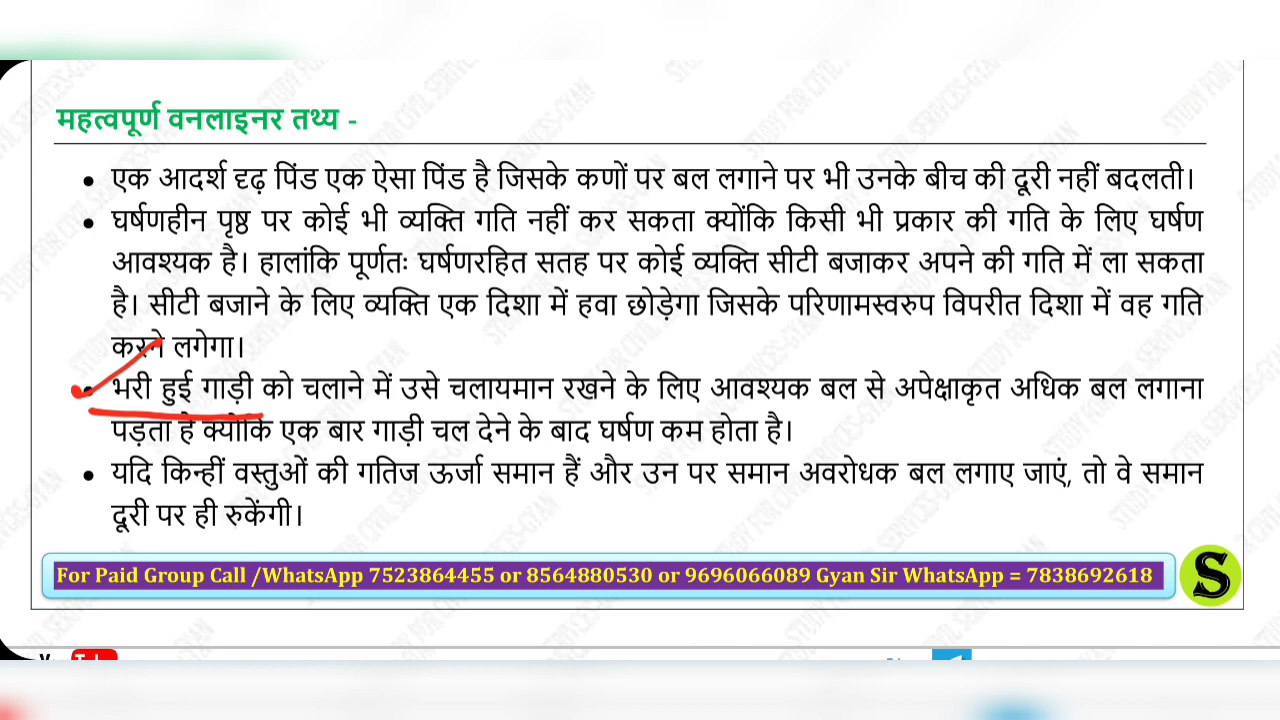 महत्वपूर्ण वनलाइनर तथ्य -
• एक आदर्श दृढ़ पिंड एक ऐसा पिंड है जिसके कणों पर बल लगाने पर भी उनके बीच की दूरी नहीं बदलती।
• घर्षणहीन पृष्ठ पर कोई भी व्यक्ति गति नहीं कर सकता क्योंकि किसी भी प्रकार की गति के लिए घर्षण
आवश्यक है। हालांकि पूर्णतः घर्षणरहित सतह पर कोई व्यक्ति सीटी बजाकर अपने की गति में ला सकता
है। सीटी बजाने के लिए व्यक्ति एक दिशा में हवा छोड़ेगा जिसके परिणामस्वरुप विपरीत दिशा में वह गति
करने लगेगा।
• भरी हुई गाड़ी को चलाने में उसे चलायमान रखने के लिए आवश्यक बल से अपेक्षाकृत अधिक बल लगाना
पड़ता है क्योंकि एक बार गाड़ी चल देने के बाद घर्षण कम होता है।
• यदि किन्हीं वस्तुओं की गतिज ऊर्जा समान हैं और उन पर समान अवरोधक बल लगाए जाएं, तो वे समान
दूरी पर ही रुकेंगी।
For Paid Group Call /WhatsApp 7523864455 or 8564880530 or 9696066089 Gyan Sir WhatsApp = 7838692618
S